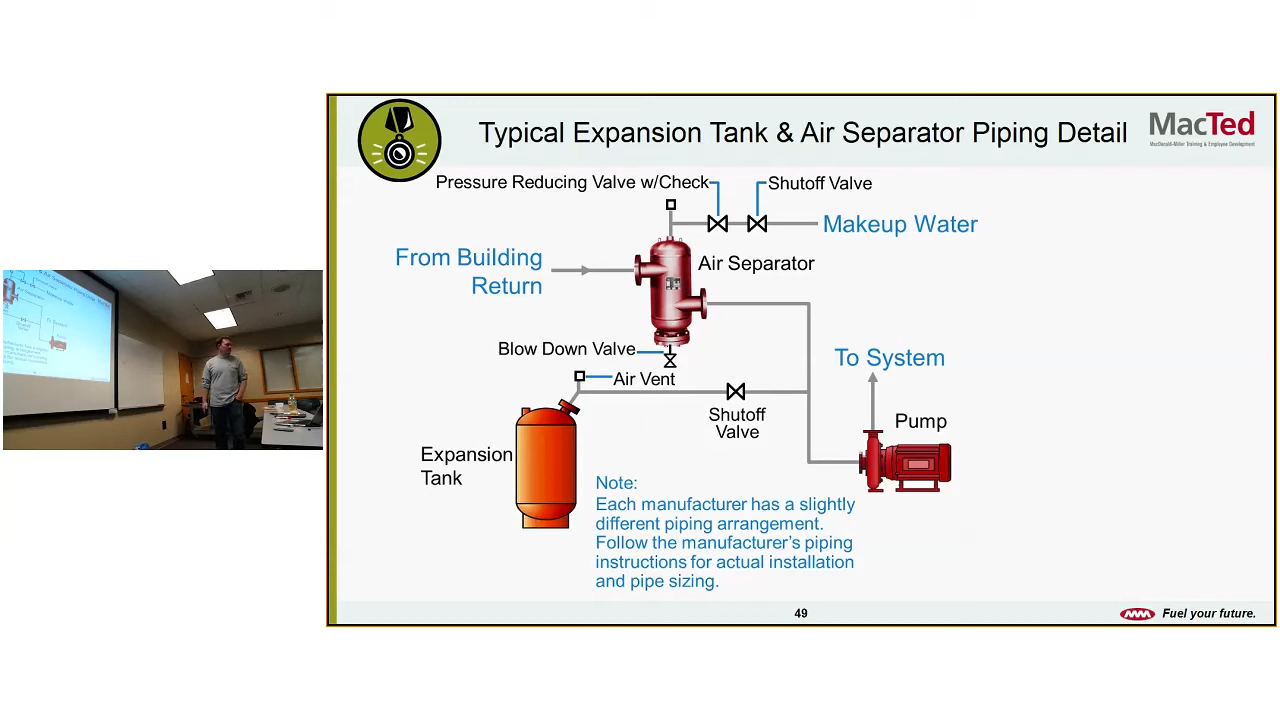 Typical Expansion Tank & Air Separator Piping Detail
MacTed
MacDonald-Miller Training & Employee Development
Pressure Reducing Valve w/Check
Shutoff Valve
Makeup Water
From Building
Return
Air Separator
Blow Down Valve
Air Vent
To System
Shutoff
Valve
Pump
Expansion
Tank
Note:
Each manufacturer has a slightly
different piping arrangement.
Follow the manufacturer's piping
instructions for actual installation
and pipe sizing.
49
Fuel your future.